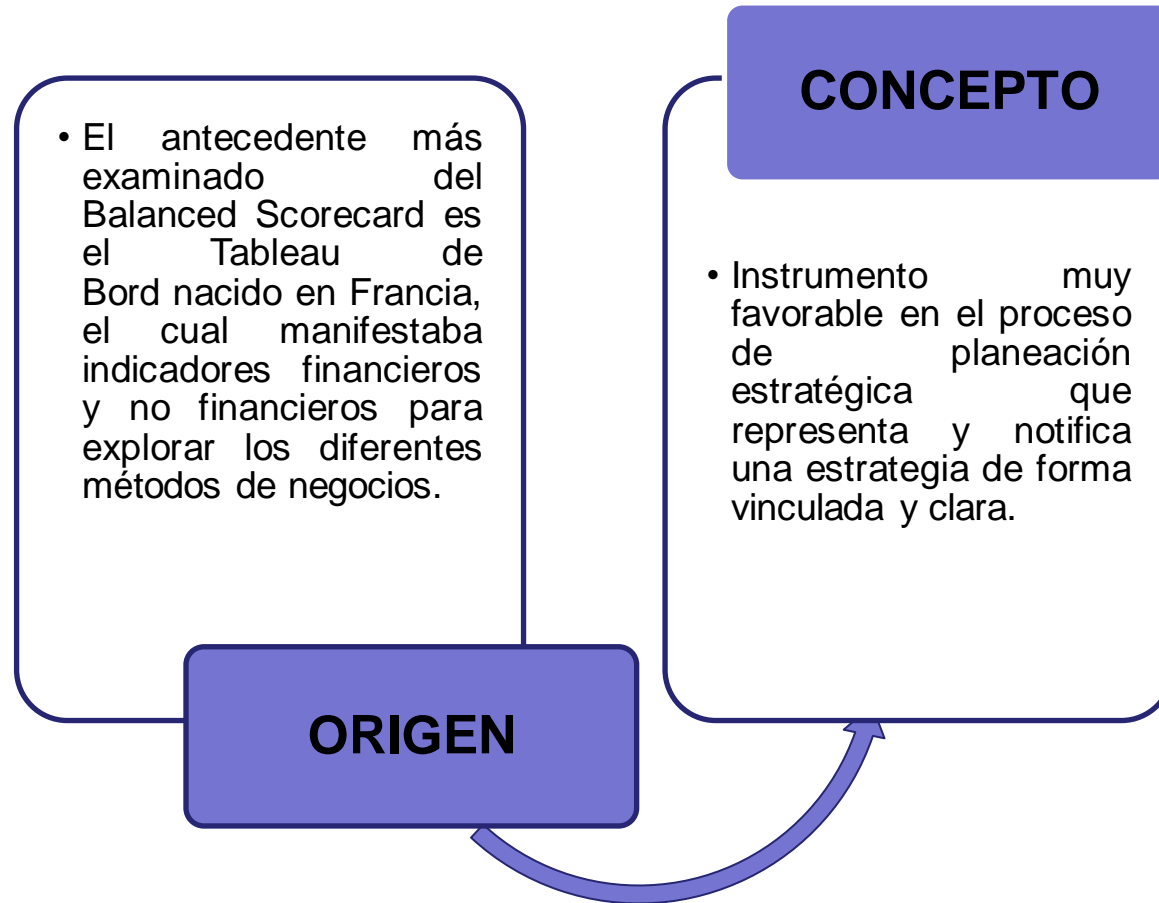 • El antecedente más
examinado del
Balanced Scorecard es
el Tableau de
Bord nacido en Francia,
el cual manifestaba
indicadores financieros
y no financieros para
explorar los diferentes
métodos de negocios.
ORIGEN
CONCEPTO
• Instrumento muy
favorable en el proceso
de planeación
estratégica que
representa y notifica
una estrategia de forma
vinculada y clara.